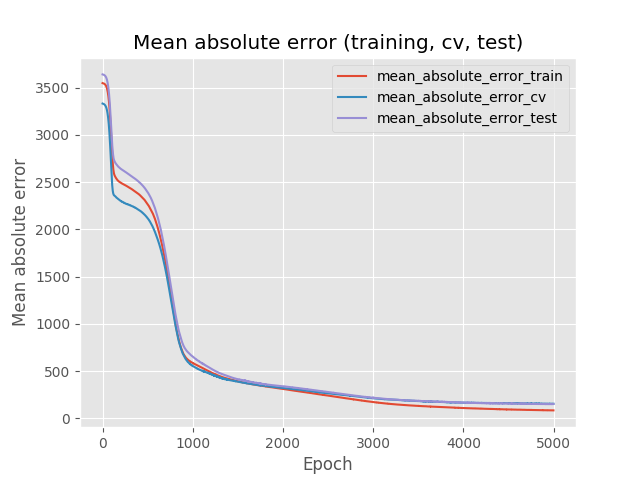 Mean absolute error (training, cv, test)
mean_absolute_error_train
mean_absolute_error_cv
mean_absolute_error_test
Mean absolute error
3500
3000
2500
2000
1500
1000
500
0
0 1000 2000 3000 4000 5000
Epoch